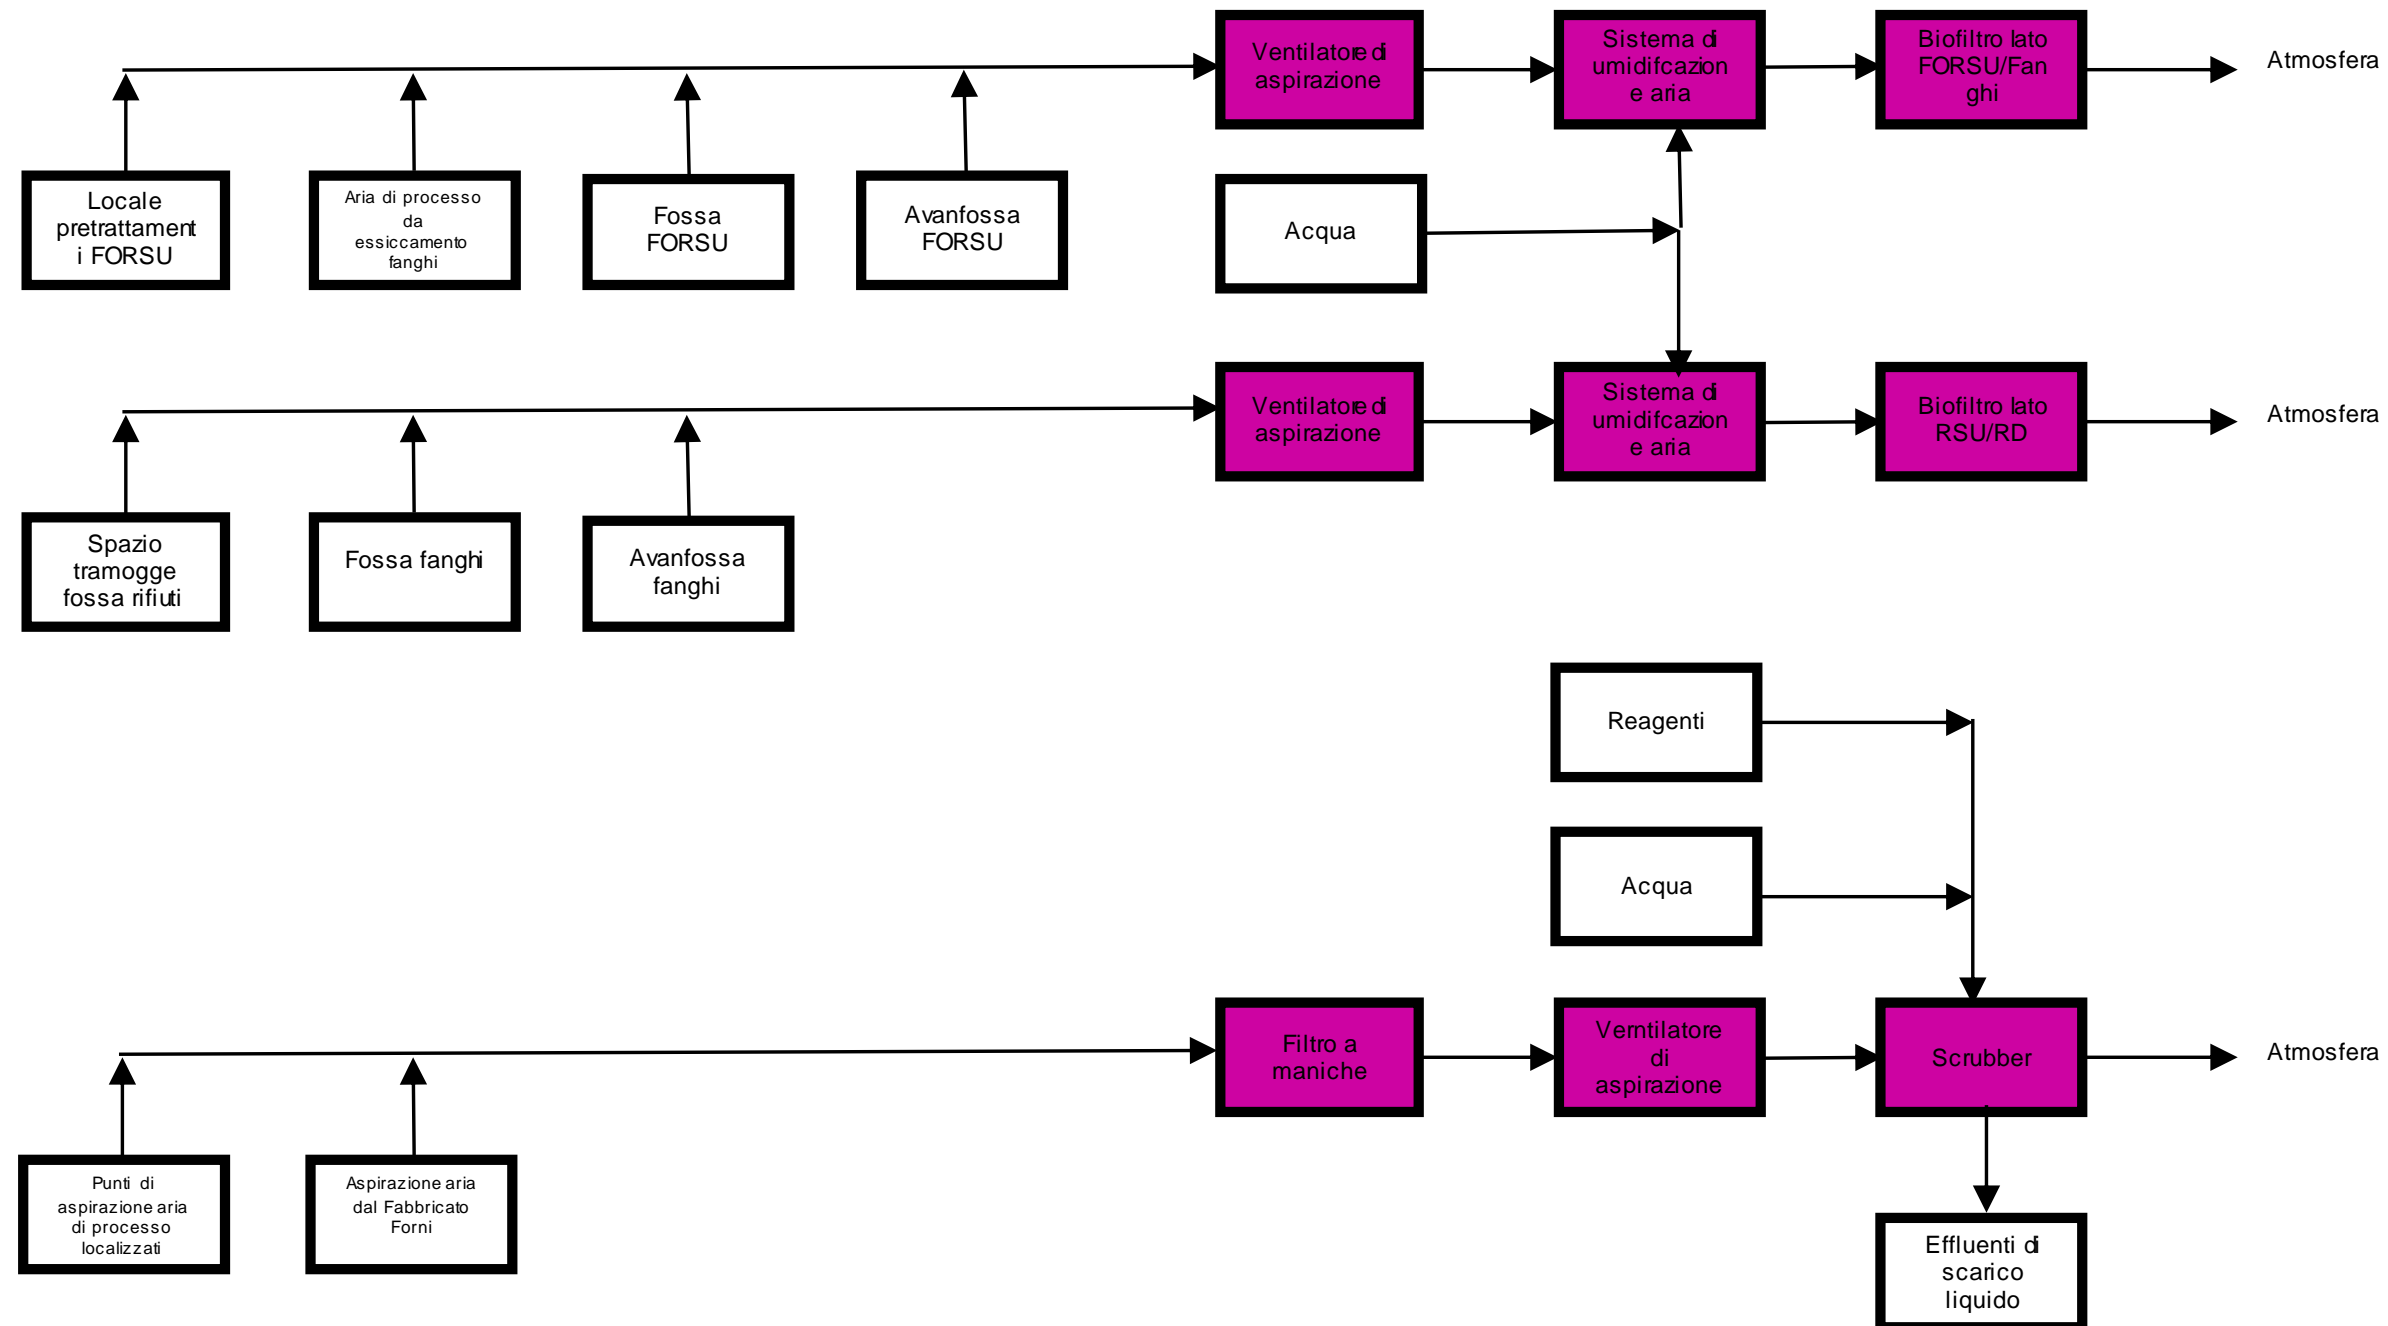 Ventilatore di
aspirazione
Sistema di
umidifcazion
e aria
Biofiltro lato
FORSU/Fan
ghi
Atmosfera
Locale
pretrattament
i FORSU
Aria di processo
da
essiccamento
fanghi
Fossa
FORSU
Avanfossa
FORSU
Acqua
Ventilatore di
aspirazione
Sistema di
umidifcazion
e aria
Biofiltro lato
RSU/RD
Atmosfera
Spazio
tramogge
fossa rifiuti
Fossa fanghi
Avanfossa
fanghi
Reagenti
Acqua
Filtro a
maniche
Verntilatore
di
aspirazione
Scrubber
Atmosfera
Punti di
aspirazione aria
di processo
localizzati
Aspirazione aria
dal Fabbricato
Forni
Effluenti di
scarico
liquido